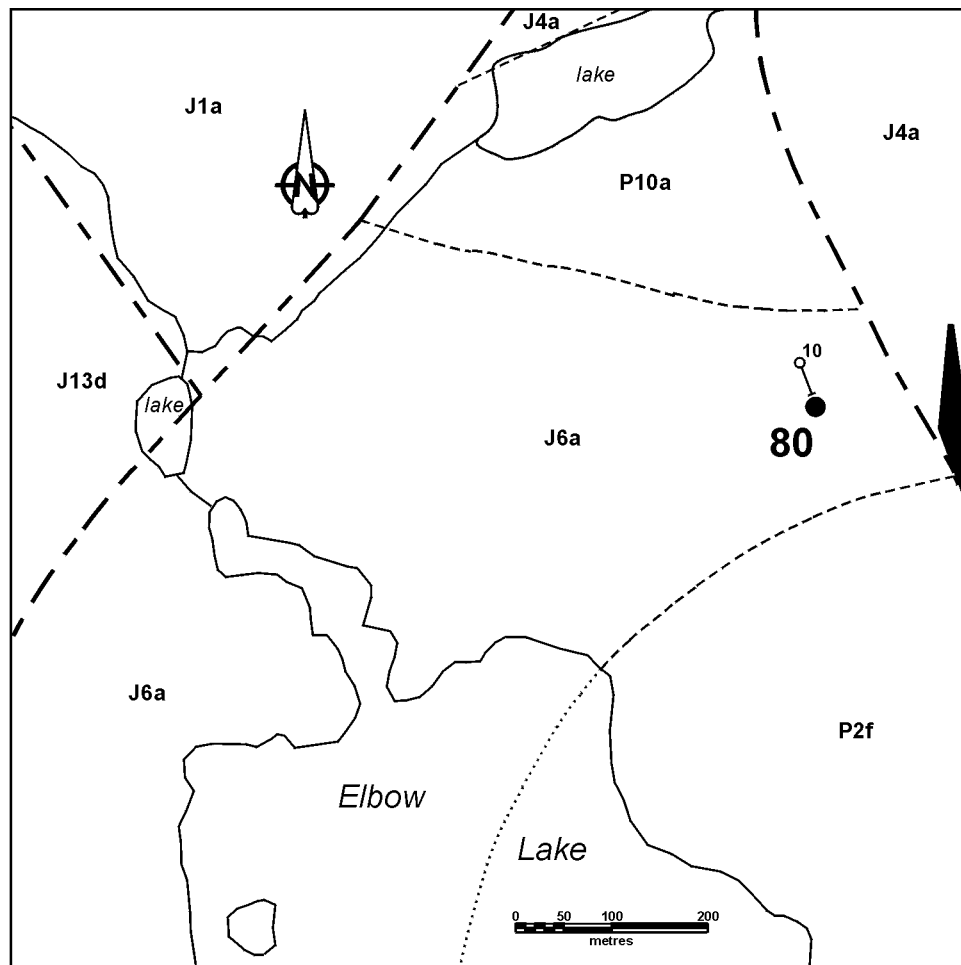 J4a
lake
J1a
J4a
P10a
N
10
J13d
lake
J6a
80
J6a
P2f
Elbow
Lake
0 50 100 200
metres